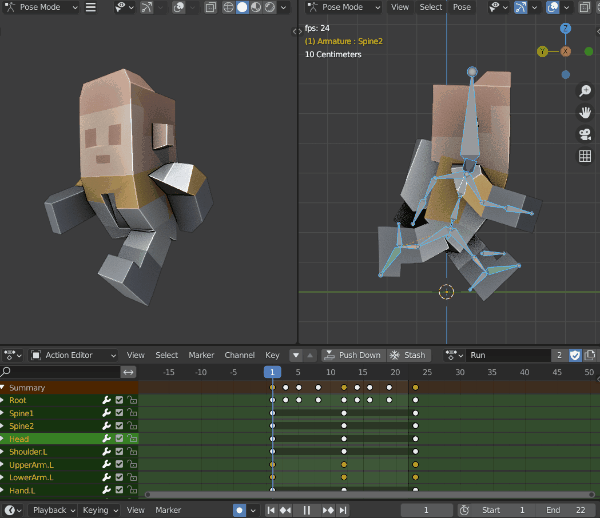 Pose Mode
Pose Mode View Select Pose
fps: 24
(1) Armature : Spine2
10 Centimeters
Z
Y
X
Action Editor View Select Marker Channel Key Push Down Stash Run 2
-15 -10 -5 1 5 10 15 20 25 30 35 40 45 50
Summary
Root
Spine1
Spine2
Head
Shoulder.L
UpperArm.L
LowerArm.L
Hand.L
Playback Keying View Marker 1 Start 1 End 22